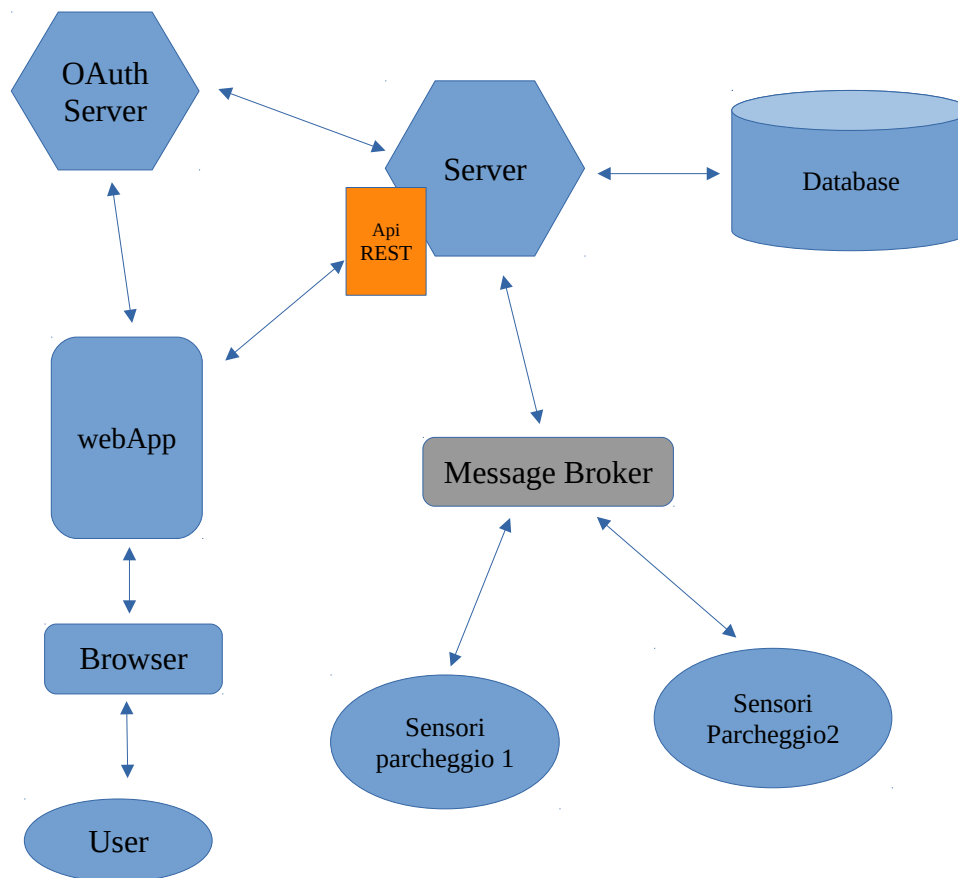 OAuth
Server
Server
Database
Api
REST
webApp
Message Broker
Browser
Sensori
parcheggio 1
Sensori
Parcheggio2
User